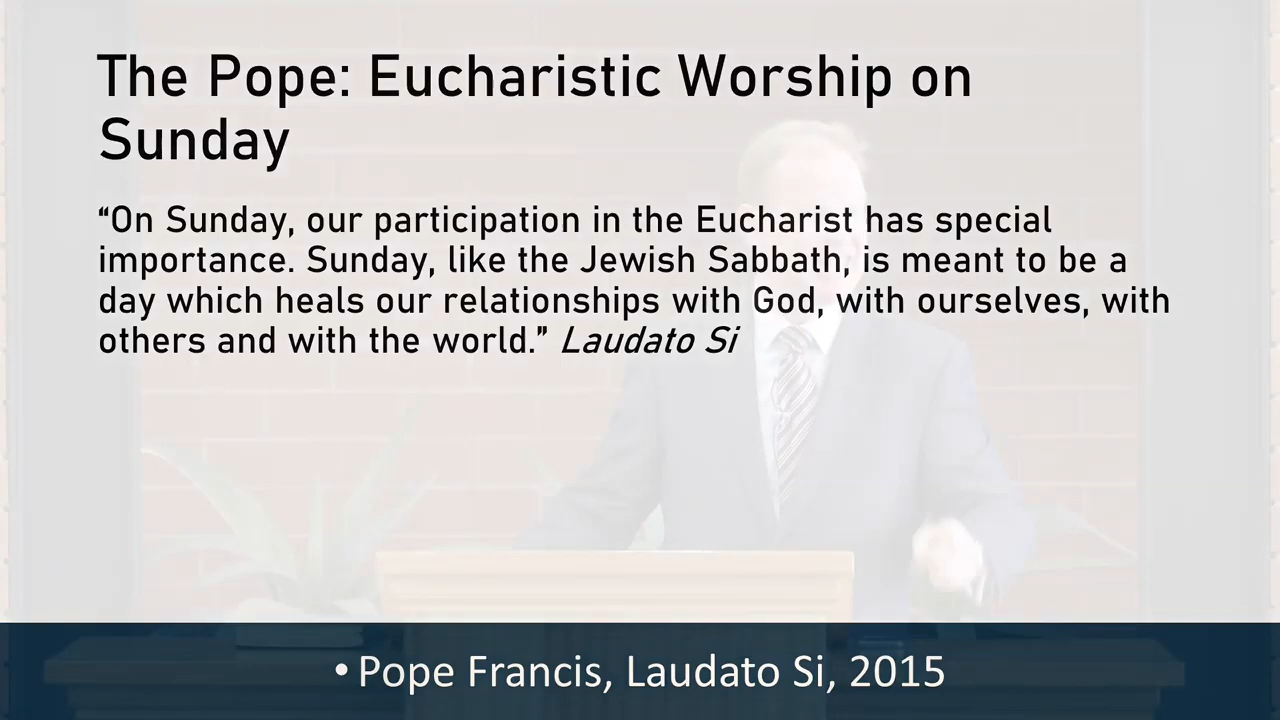 The Pope: Eucharistic Worship on
Sunday
“On Sunday, our participation in the Eucharist has special
importance. Sunday, like the Jewish Sabbath, is meant to be a
day which heals our relationships with God, with ourselves, with
others and with the world.” Laudato Si
• Pope Francis, Laudato Si, 2015